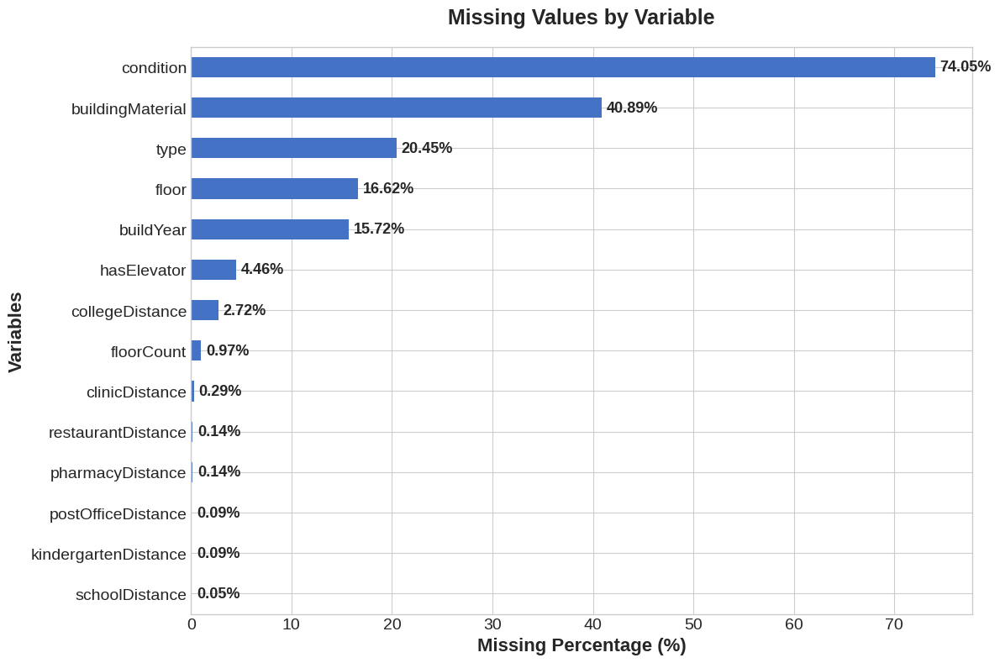 Missing Values by Variable
condition 74.05%
buildingMaterial 40.89%
type 20.45%
floor 16.62%
buildYear 15.72%
hasElevator 4.46%
collegeDistance 2.72%
floorCount 0.97%
clinicDistance 0.29%
restaurantDistance 0.14%
pharmacyDistance 0.14%
postOfficeDistance 0.09%
kindergartenDistance 0.09%
schoolDistance 0.05%
Variables
0 10 20 30 40 50 60 70
Missing Percentage (%)